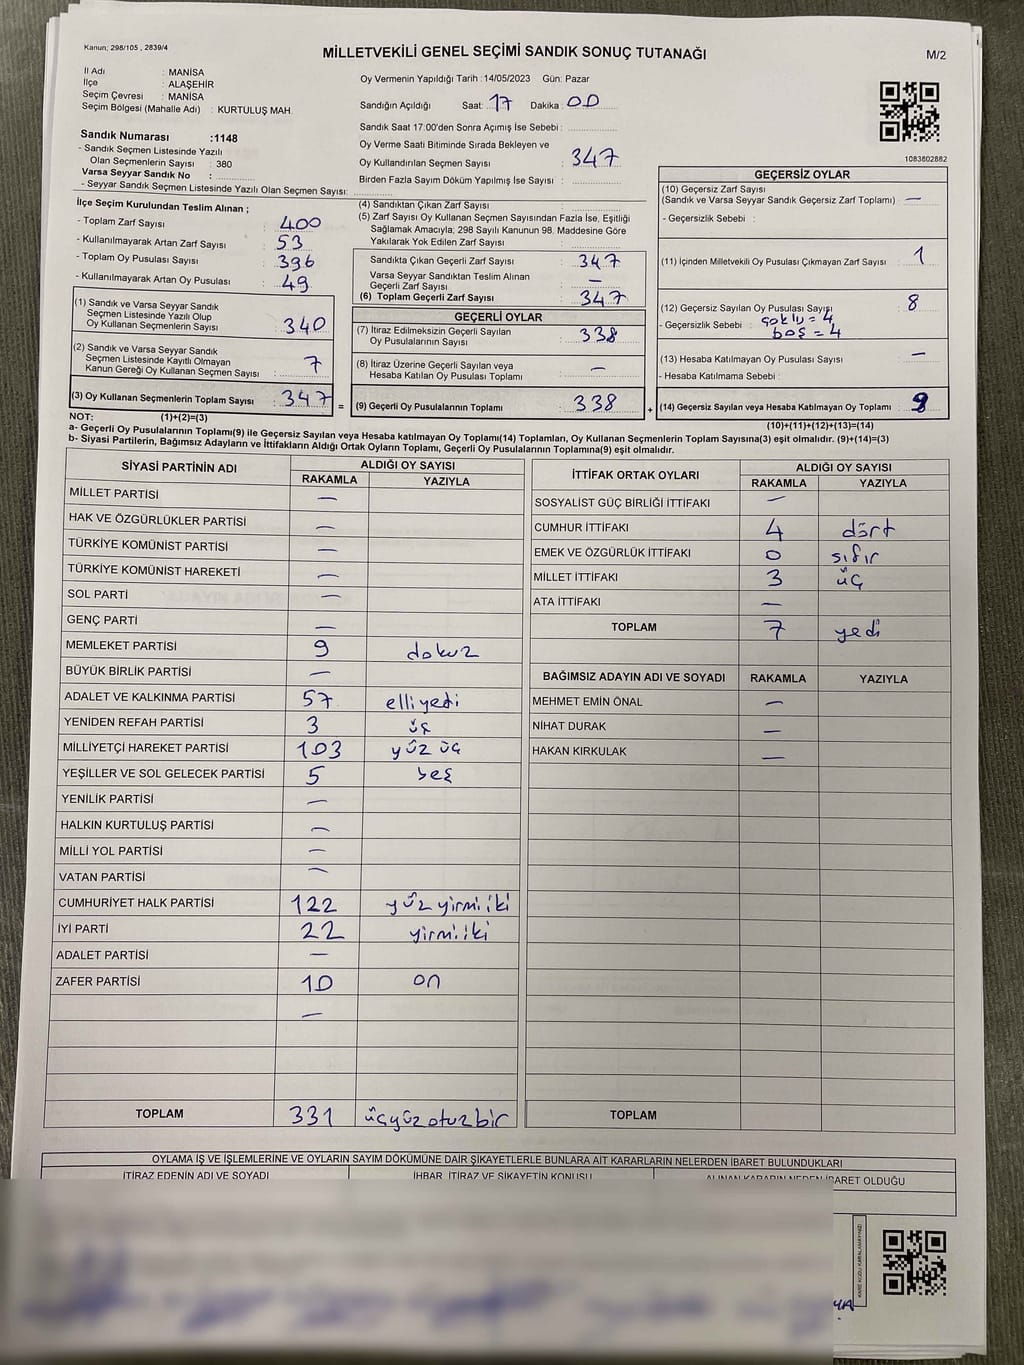 Kanun; 298/105 , 2839/4
MİLLETVEKİLİ GENEL SEÇİMİ SANDIK SONUÇ TUTANAĞI
M/2
İl Adı : MANİSA
İlçe : ALAŞEHİR
Seçim Çevresi : MANİSA
Seçim Bölgesi (Mahalle Adı) : KURTULUŞ MAH.
Oy Vermenin Yapıldığı Tarih :14/05/2023 Gün: Pazar
Sandığın Açıldığı Saat: 17 Dakika : 00
Sandık Saat 17:00'den Sonra Açımış İse Sebebi :
Oy Verme Saati Bitiminde Sırada Bekleyen ve
Oy Kullandırılan Seçmen Sayısı : 347
Birden Fazla Sayım Döküm Yapılmış İse Sayısı :
1083602882
Sandık Numarası :1148
- Sandık Seçmen Listesinde Yazılı
Olan Seçmenlerin Sayısı : 380
Varsa Seyyar Sandık No :
- Seyyar Sandık Seçmen Listesinde Yazılı Olan Seçmen Sayısı:
İlçe Seçim Kurulundan Teslim Alınan ;
- Toplam Zarf Sayısı : 400
- Kullanılmayarak Artan Zarf Sayısı : 53
- Toplam Oy Pusulası Sayısı : 396
- Kullanılmayarak Artan Oy Pusulası : 49
(1) Sandık ve Varsa Seyyar Sandık
Seçmen Listesinde Yazılı Olup
Oy Kullanan Seçmenlerin Sayısı : 340
(2) Sandık ve Varsa Seyyar Sandık
Seçmen Listesinde Kayıtlı Olmayan
Kanun Gereği Oy Kullanan Seçmen Sayısı : 7
(3) Oy Kullanan Seçmenlerin Toplam Sayısı : 347 =
(4) Sandıktan Çıkan Zarf Sayısı :
(5) Zarf Sayısı Oy Kullanan Seçmen Sayısından Fazla İse, Eşitliği
Sağlamak Amacıyla; 298 Sayılı Kanunun 98. Maddesine Göre
Yakılarak Yok Edilen Zarf Sayısı :
Sandıkta Çıkan Geçerli Zarf Sayısı : 347
Varsa Seyyar Sandıktan Teslim Alınan
Geçerli Zarf Sayısı : —
(6) Toplam Geçerli Zarf Sayısı : 347
GEÇERLİ OYLAR
(7) İtiraz Edilmeksizin Geçerli Sayılan
Oy Pusulalarının Sayısı : 338
(8) İtiraz Üzerine Geçerli Sayılan veya
Hesaba Katılan Oy Pusulası Toplamı : —
(9) Geçerli Oy Pusulalarının Toplamı : 338 +
GEÇERSİZ OYLAR
(10) Geçersiz Zarf Sayısı
(Sandık ve Varsa Seyyar Sandık Geçersiz Zarf Toplamı) : —
- Geçersizlik Sebebi :
(11) İçinden Milletvekili Oy Pusulası Çıkmayan Zarf Sayısı : 1
(12) Geçersiz Sayılan Oy Pusulası Sayısı : 8
- Geçersizlik Sebebi : çoklu = 4
boş = 4
(13) Hesaba Katılmayan Oy Pusulası Sayısı : —
- Hesaba Katılmama Sebebi :
(14) Geçersiz Sayılan veya Hesaba Katılmayan Oy Toplamı : 9
(10)+(11)+(12)+(13)=(14)
NOT: (1)+(2)=(3)
a- Geçerli Oy Pusulalarının Toplamı(9) ile Geçersiz Sayılan veya Hesaba katılmayan Oy Toplamı(14) Toplamları, Oy Kullanan Seçmenlerin Toplam Sayısına(3) eşit olmalıdır. (9)+(14)=(3)
b- Siyasi Partilerin, Bağımsız Adayların ve İttifakların Aldığı Ortak Oyların Toplamı, Geçerli Oy Pusulalarının Toplamına(9) eşit olmalıdır.
SİYASİ PARTİNİN ADI ALDIĞI OY SAYISI
RAKAMLA YAZIYLA
MİLLET PARTİSİ —
HAK VE ÖZGÜRLÜKLER PARTİSİ —
TÜRKİYE KOMÜNİST PARTİSİ —
TÜRKİYE KOMÜNİST HAREKETİ —
SOL PARTİ —
GENÇ PARTİ —
MEMLEKET PARTİSİ 9 dokuz
BÜYÜK BİRLİK PARTİSİ —
ADALET VE KALKINMA PARTİSİ 57 elliyedi
YENİDEN REFAH PARTİSİ 3 üç
MİLLİYETÇİ HAREKET PARTİSİ 103 yüz üç
YEŞİLLER VE SOL GELECEK PARTİSİ 5 beş
YENİLİK PARTİSİ —
HALKIN KURTULUŞ PARTİSİ —
MİLLİ YOL PARTİSİ —
VATAN PARTİSİ —
CUMHURİYET HALK PARTİSİ 122 yüz yirmi iki
İYİ PARTİ 22 yirmi iki
ADALET PARTİSİ —
ZAFER PARTİSİ 10 on
—
TOPLAM 331 üçyüzotuzbir
İTTİFAK ORTAK OYLARI ALDIĞI OY SAYISI
RAKAMLA YAZIYLA
SOSYALİST GÜÇ BİRLİĞİ İTTİFAKI —
CUMHUR İTTİFAKI 4 dört
EMEK VE ÖZGÜRLÜK İTTİFAKI 0 sıfır
MİLLET İTTİFAKI 3 üç
ATA İTTİFAKI —
TOPLAM 7 yedi
BAĞIMSIZ ADAYIN ADI VE SOYADI RAKAMLA YAZIYLA
MEHMET EMİN ÖNAL —
NİHAT DURAK —
HAKAN KIRKULAK —
TOPLAM
OYLAMA İŞ VE İŞLEMLERİNE VE OYLARIN SAYIM DÖKÜMÜNE DAİR ŞİKAYETLERLE BUNLARA AİT KARARLARIN NELERDEN İBARET BULUNDUKLARI
İTİRAZ EDENİN ADI VE SOYADI İHBAR, İTİRAZ VE ŞİKAYETİN KONUSU ALINAN KARARIN NEDEN İBARET OLDUĞU
KARE KODU KARALAMAYINIZ!